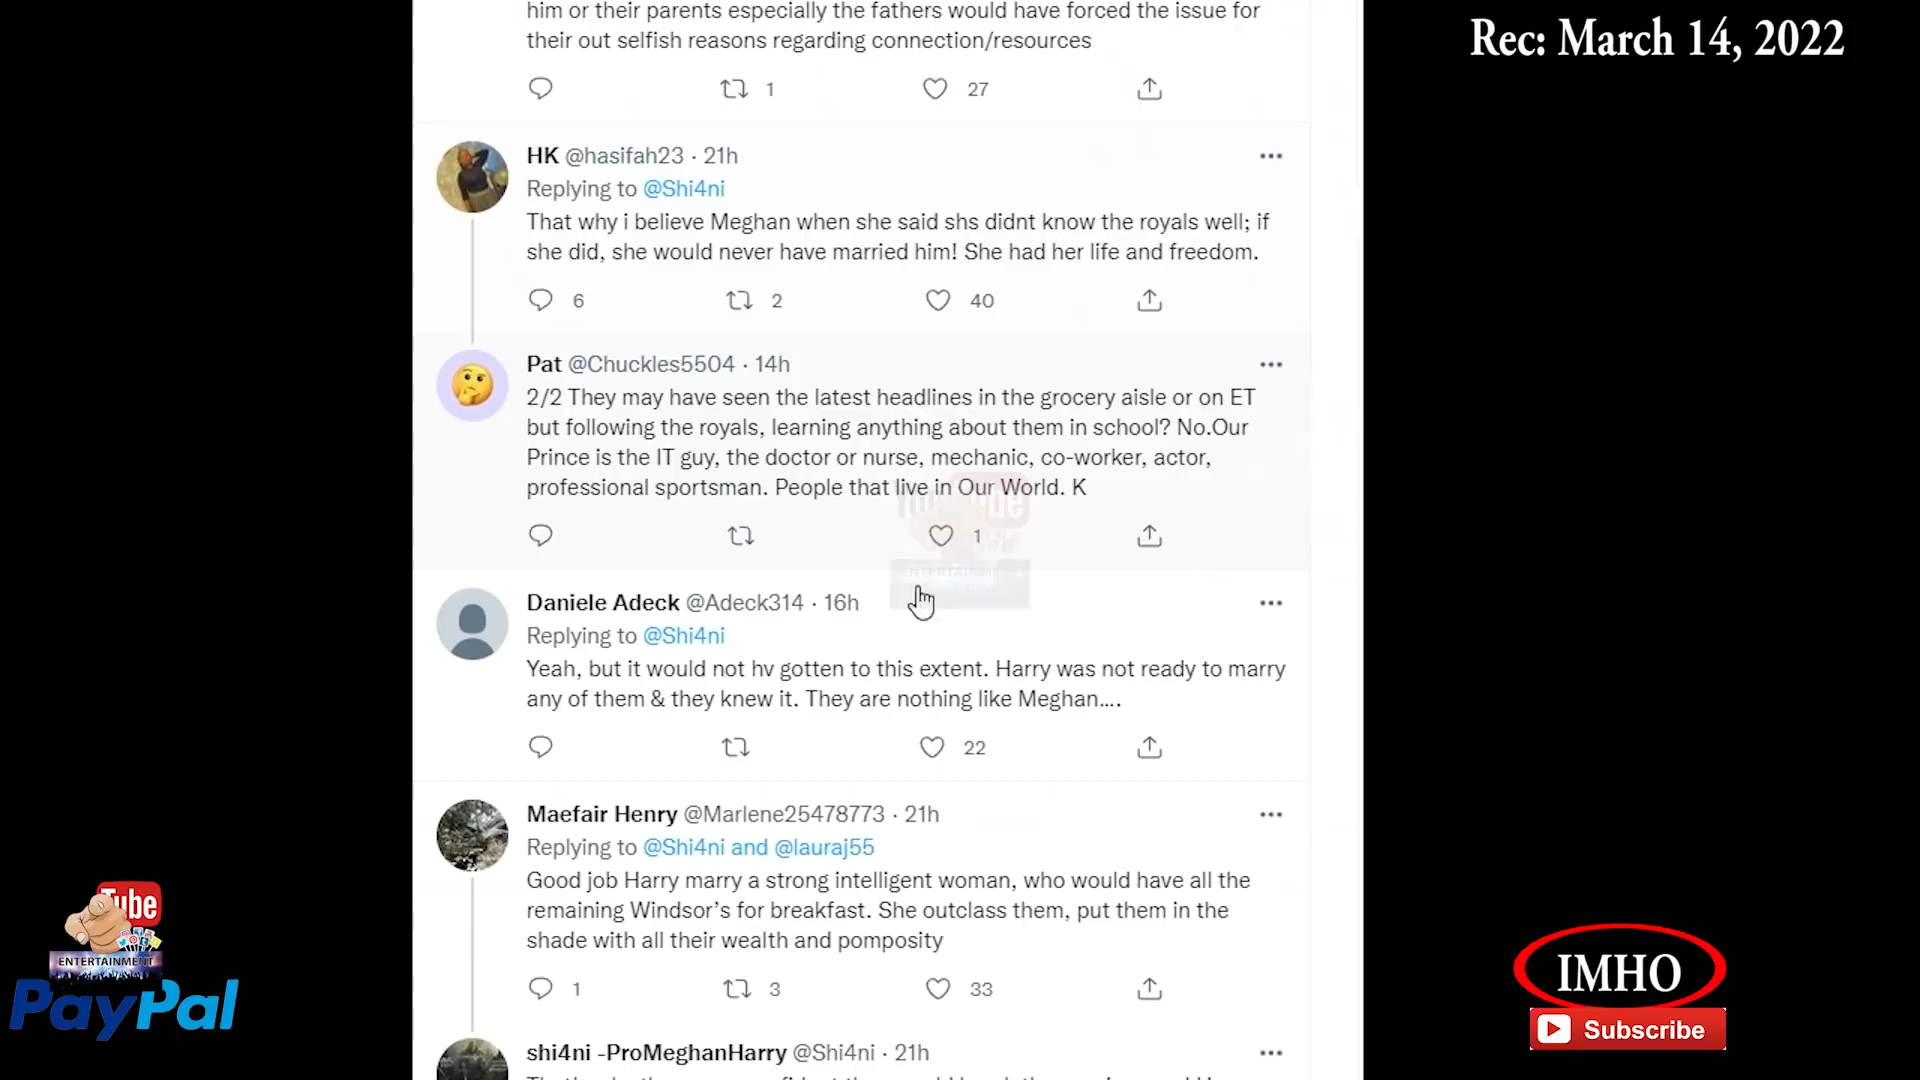 him or their parents especially the fathers would have forced the issue for
their out selfish reasons regarding connection/resources
1 27
Rec: March 14, 2022
HK @hasifah23 · 21h
Replying to @Shi4ni
That why i believe Meghan when she said shs didnt know the royals well; if
she did, she would never have married him! She had her life and freedom.
6 2 40
Pat @Chuckles5504 · 14h
2/2 They may have seen the latest headlines in the grocery aisle or on ET
but following the royals, learning anything about them in school? No.Our
Prince is the IT guy, the doctor or nurse, mechanic, co-worker, actor,
professional sportsman. People that live in Our World. K
1
ENTERTAINMENT
Daniele Adeck @Adeck314 · 16h
Replying to @Shi4ni
Yeah, but it would not hv gotten to this extent. Harry was not ready to marry
any of them & they knew it. They are nothing like Meghan....
22
Maefair Henry @Marlene25478773 · 21h
Replying to @Shi4ni and @lauraj55
Good job Harry marry a strong intelligent woman, who would have all the
remaining Windsor's for breakfast. She outclass them, put them in the
shade with all their wealth and pomposity
1 3 33
shi4ni -ProMeghanHarry @Shi4ni · 21h
Tube
ENTERTAINMENT
PayPal
IMHO
Subscribe